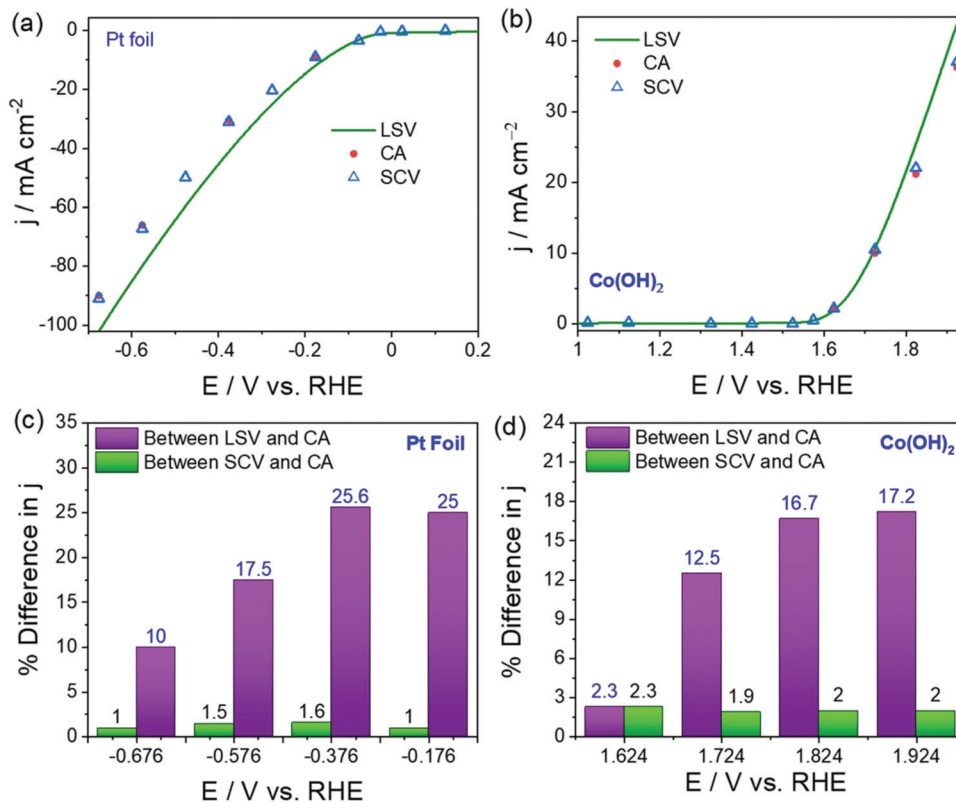 (a)
Pt foil
LSV
CA
SCV
j / mA cm⁻²
0
-20
-40
-60
-80
-100
-0.6
-0.4
-0.2
0
0.2
E / V vs. RHE
(b)
LSV
CA
SCV
Co(OH)₂
j / mA cm⁻²
40
30
20
10
0
1
1.2
1.4
1.6
1.8
E / V vs. RHE
(c)
Between LSV and CA
Between SCV and CA
Pt Foil
% Difference in j
35
30
25
20
15
10
5
0
1
10
1.5
17.5
1.6
25.6
1
25
-0.676
-0.576
-0.376
-0.176
E / V vs. RHE
(d)
Between LSV and CA
Between SCV and CA
Co(OH)₂
% Difference in j
24
21
18
15
12
9
6
3
0
2.3
2.3
12.5
1.9
16.7
2
17.2
2
1.624
1.724
1.824
1.924
E / V vs. RHE